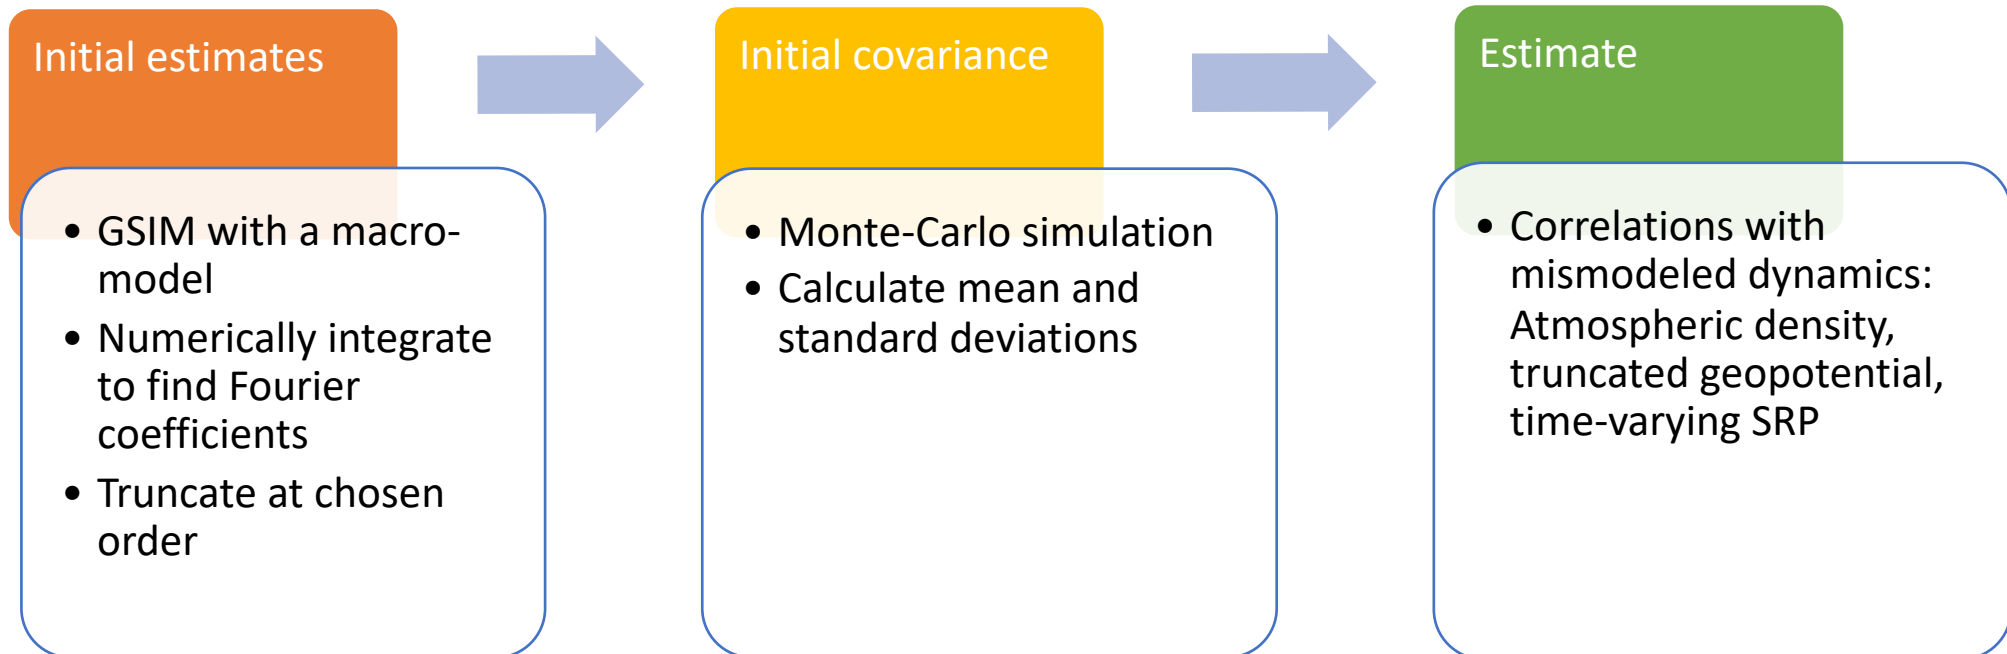 Initial estimates
• GSIM with a macro-
model
• Numerically integrate
to find Fourier
coefficients
• Truncate at chosen
order
Initial covariance
• Monte-Carlo simulation
• Calculate mean and
standard deviations
Estimate
• Correlations with
mismodeled dynamics:
Atmospheric density,
truncated geopotential,
time-varying SRP